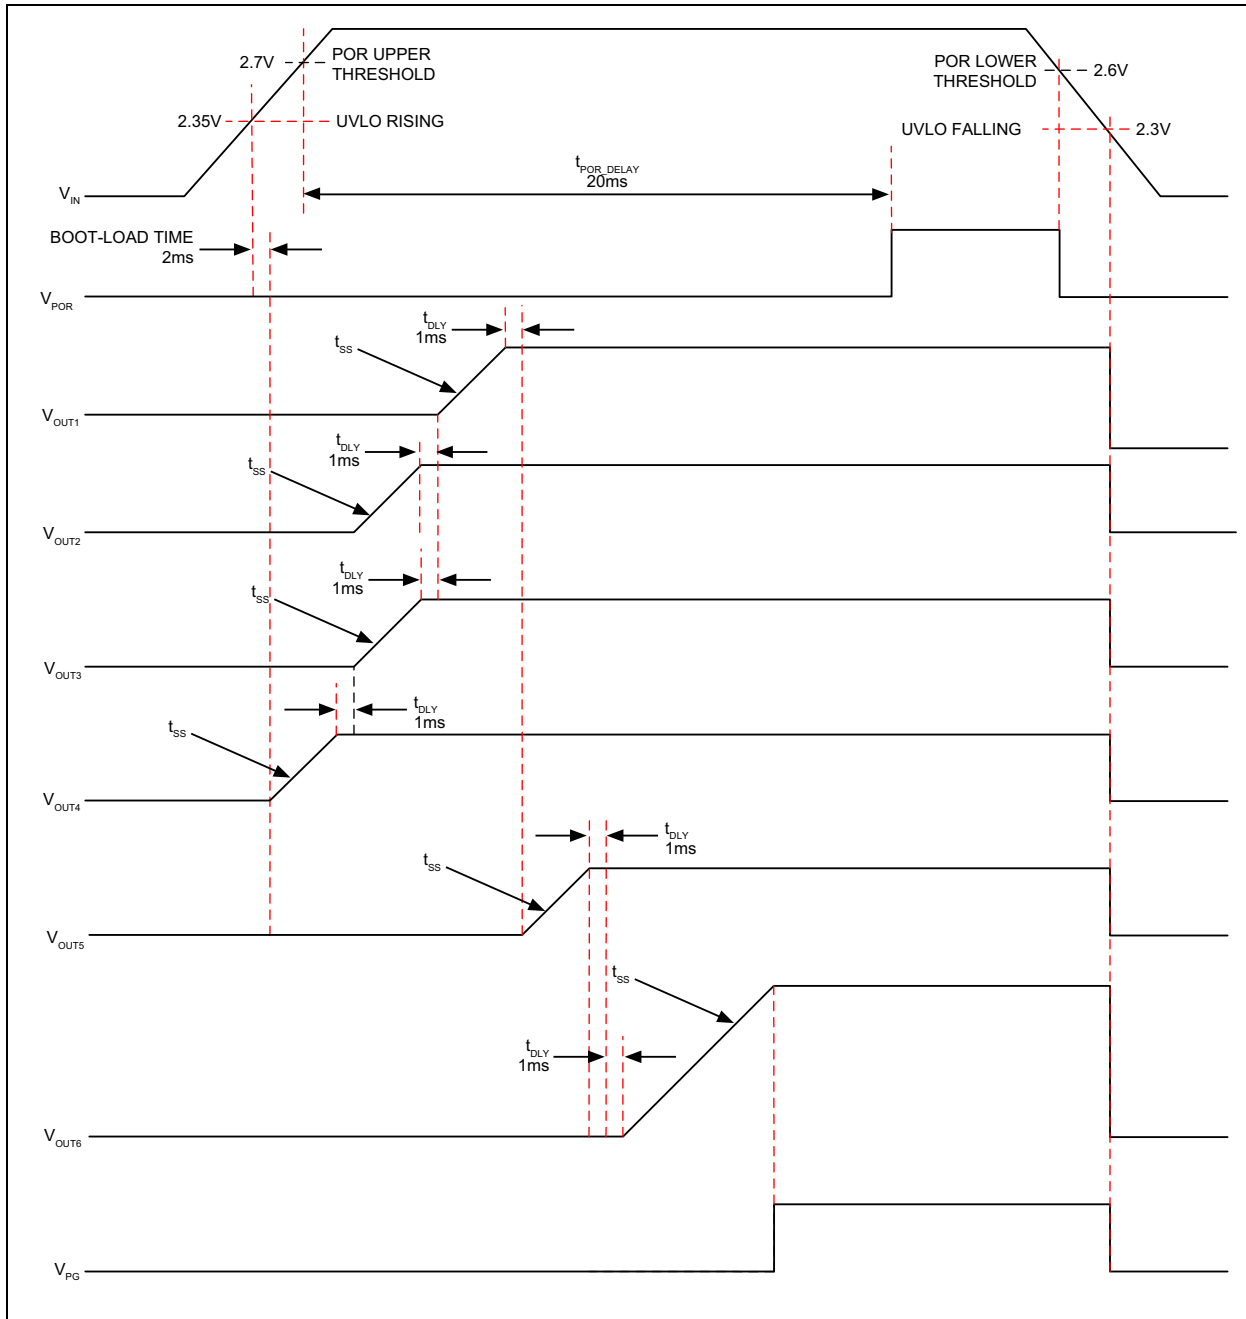 2.7V
POR UPPER
THRESHOLD
POR LOWER
THRESHOLD
2.6V
2.35V
UVLO RISING
UVLO FALLING
2.3V
tPOR_DELAY
20ms
VIN
BOOT-LOAD TIME
2ms
VPOR
tDLY
1ms
tSS
VOUT1
tDLY
1ms
tSS
VOUT2
tDLY
1ms
tSS
VOUT3
tDLY
1ms
tSS
VOUT4
tDLY
1ms
tSS
VOUT5
tSS
tDLY
1ms
VOUT6
VPG